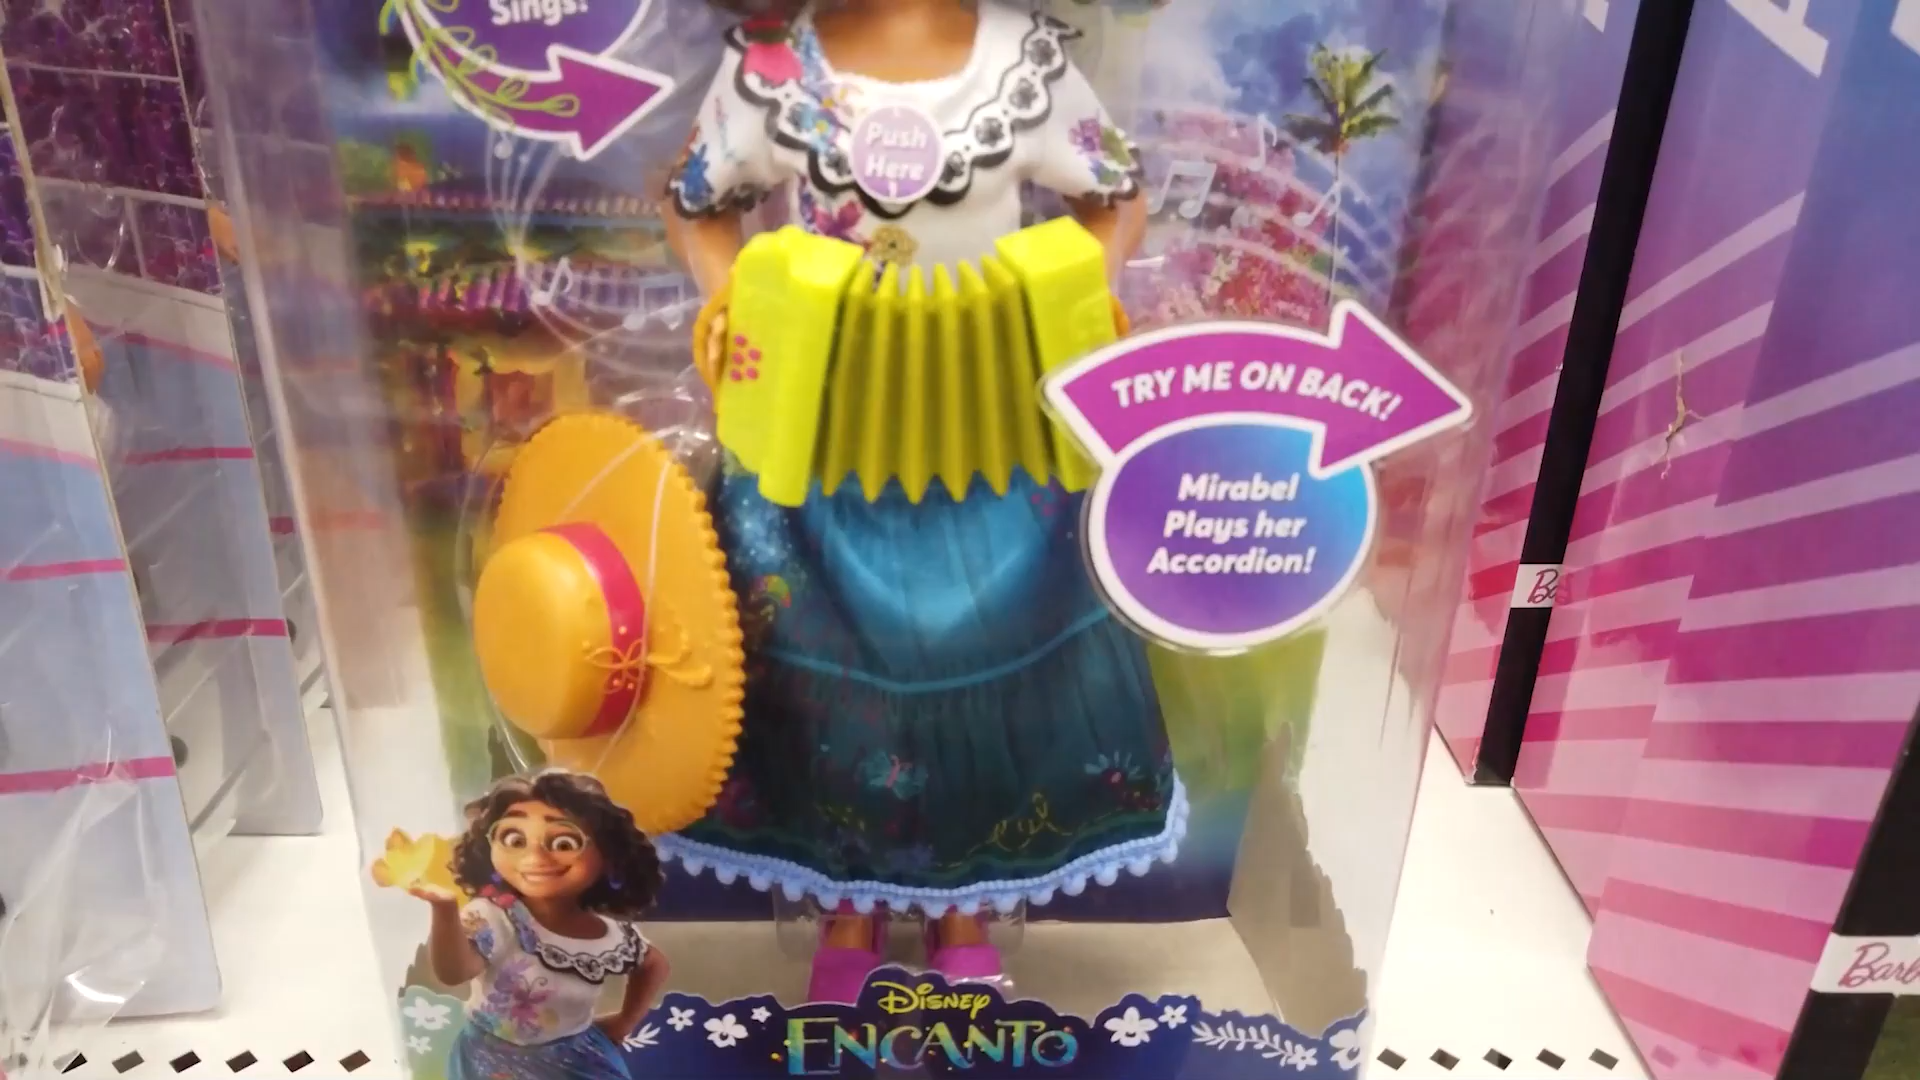 Sings!
Push
Here
TRY ME ON BACK!
Mirabel
Plays her
Accordion!
Disney
ENCANTO